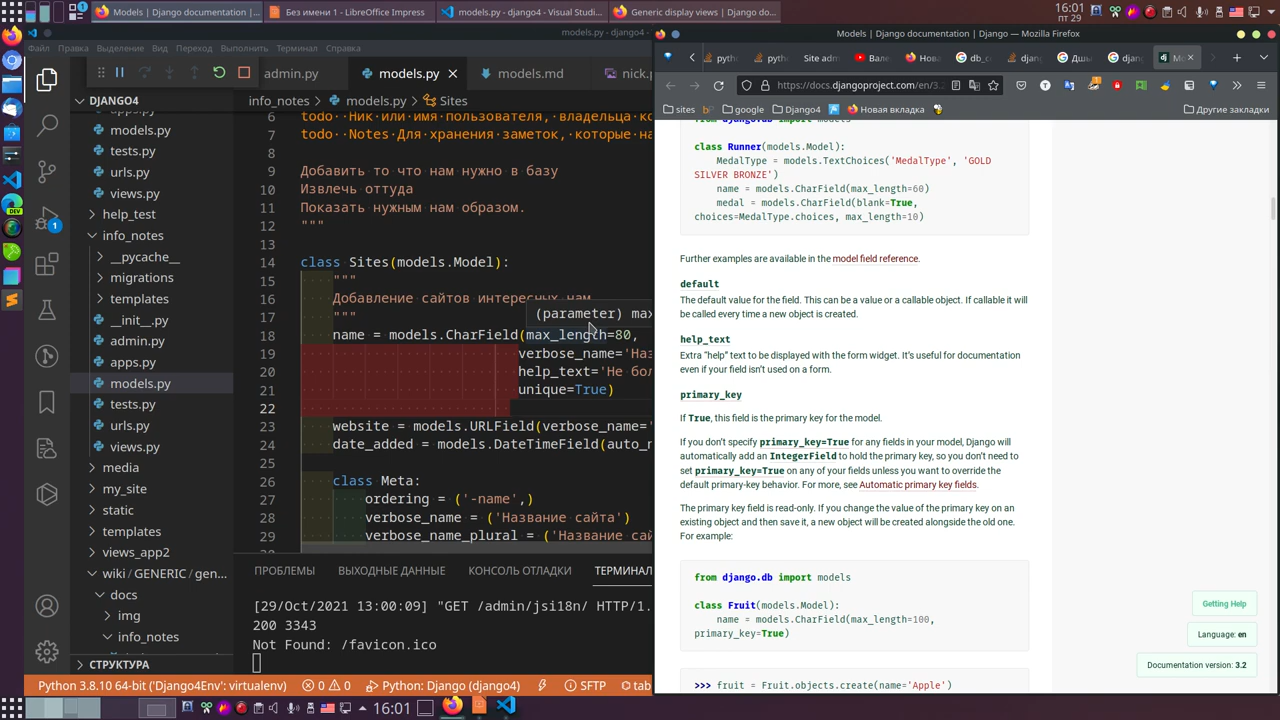 Models | Django documentation |...
Без имени 1 - LibreOffice Impress
models.py - django4 - Visual Studi...
Generic display views | Django do...
16:01
пт 29
models.py - django4 -
Файл Правка Выделение Вид Переход Выполнить Терминал Справка
admin.py
models.py
models.md
nick.
info_notes > models.py > Sites
DJANGO4
models.py
tests.py
urls.py
views.py
help_test
info_notes
__pycache__
migrations
templates
__init__.py
admin.py
apps.py
models.py
tests.py
urls.py
views.py
media
my_site
static
templates
views_app2
wiki / GENERIC / gen...
docs
img
info_notes
СТРУКТУРА
6 todo  Ник или имя пользователя, владельца ко
7 todo  Notes Для хранения заметок, которые на
8
9 Добавить то что нам нужно в базу
10 Извлечь оттуда
11 Показать нужным нам образом.
12 """
13
14 class Sites(models.Model):
15 """
16 Добавление сайтов интересных нам
17 """
(parameter) max
18 name = models.CharField(max_length=80,
19 verbose_name='Наз
20 help_text='Не бол
21 unique=True)
22
23 website = models.URLField(verbose_name='
24 date_added = models.DateTimeField(auto_n
25
26 class Meta:
27 ordering = ('-name',)
28 verbose_name = ('Название сайта')
29 verbose_name_plural = ('Название сай
ПРОБЛЕМЫ ВЫХОДНЫЕ ДАННЫЕ КОНСОЛЬ ОТЛАДКИ ТЕРМИНАЛ
[29/Oct/2021 13:00:09] "GET /admin/jsi18n/ HTTP/1.
200 3343
Not Found: /favicon.ico
Python 3.8.10 64-bit ('Django4Env': virtualenv) 0 0 Python: Django (django4) SFTP tab
16:01
Models | Django documentation | Django — Mozilla Firefox
pyth
pyth
Site adm
Вале
Нова
db_c
djang
Дшы
djang
Mo
https://docs.djangoproject.com/en/3.
sites
google
Django4
Новая вкладка
Другие закладки
from django.db import models
class Runner(models.Model):
MedalType = models.TextChoices('MedalType', 'GOLD
SILVER BRONZE')
name = models.CharField(max_length=60)
medal = models.CharField(blank=True,
choices=MedalType.choices, max_length=10)
Further examples are available in the model field reference.
default
The default value for the field. This can be a value or a callable object. If callable it will
be called every time a new object is created.
help_text
Extra “help” text to be displayed with the form widget. It’s useful for documentation
even if your field isn’t used on a form.
primary_key
If True, this field is the primary key for the model.
If you don’t specify primary_key=True for any fields in your model, Django will
automatically add an IntegerField to hold the primary key, so you don’t need to
set primary_key=True on any of your fields unless you want to override the
default primary-key behavior. For more, see Automatic primary key fields.
The primary key field is read-only. If you change the value of the primary key on an
existing object and then save it, a new object will be created alongside the old one.
For example:
from django.db import models
class Fruit(models.Model):
name = models.CharField(max_length=100,
primary_key=True)
>>> fruit = Fruit.objects.create(name='Apple')
Getting Help
Language: en
Documentation version: 3.2